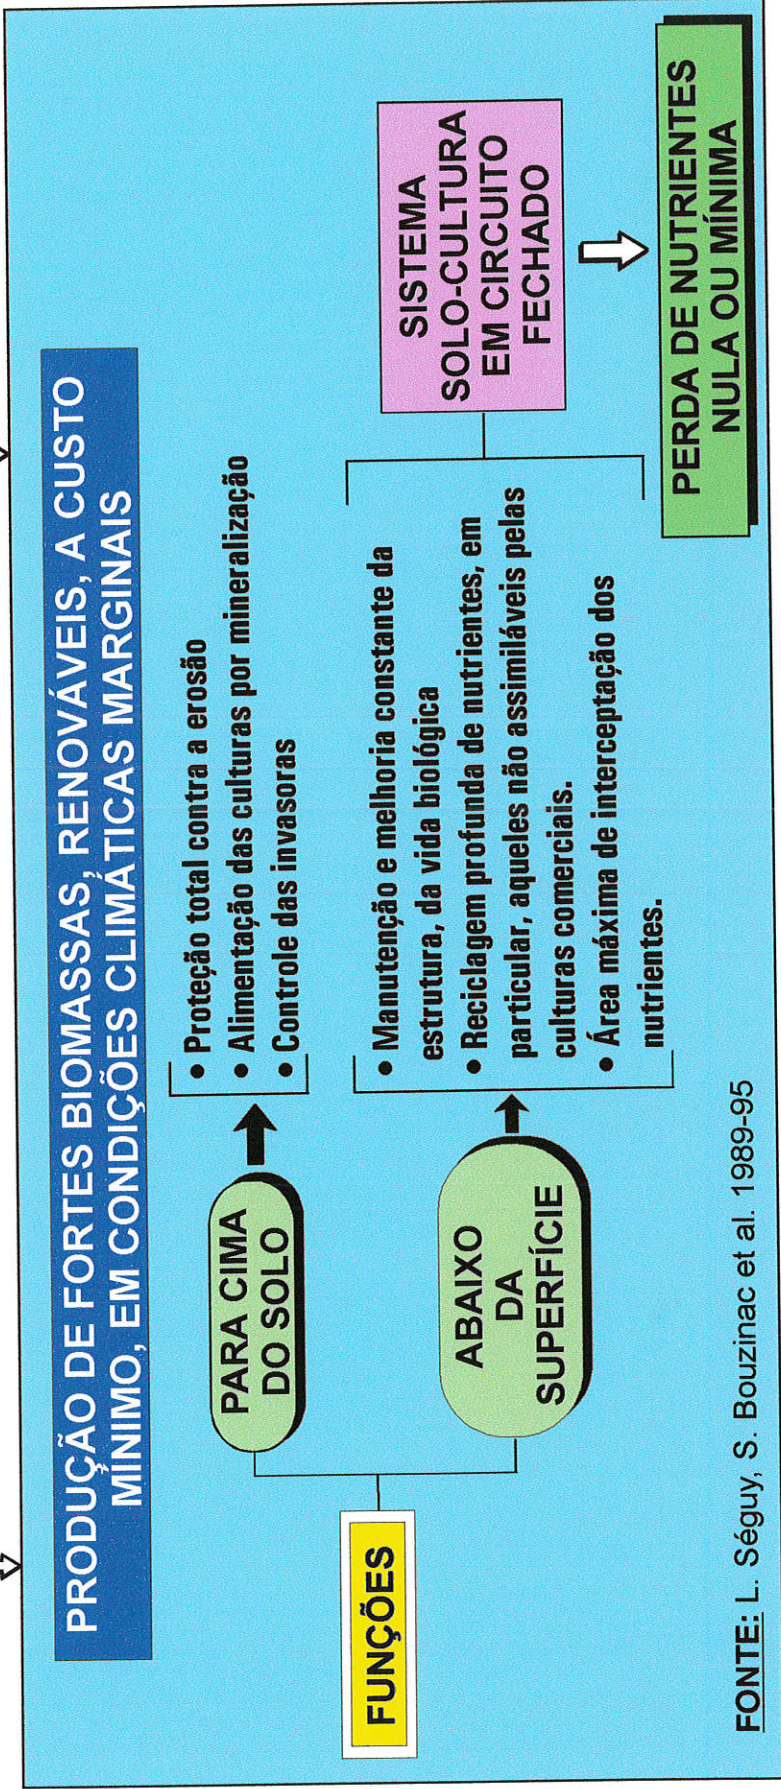 PRODUÇÃO DE FORTES BIOMASSAS, RENOVÁVEIS, A CUSTO
MÍNIMO, EM CONDIÇÕES CLIMÁTICAS MARGINAIS
FUNÇÕES
PARA CIMA
DO SOLO
• Proteção total contra a erosão
• Alimentação das culturas por mineralização
• Controle das invasoras
ABAIXO
DA
SUPERFÍCIE
• Manutenção e melhoria constante da
estrutura, da vida biológica
• Reciclagem profunda de nutrientes, em
particular, aqueles não assimiláveis pelas
culturas comerciais.
• Área máxima de interceptação dos
nutrientes.
SISTEMA
SOLO-CULTURA
EM CIRCUITO
FECHADO
PERDA DE NUTRIENTES
NULA OU MÍNIMA
FONTE: L. Séguy, S. Bouzinac et al. 1989-95